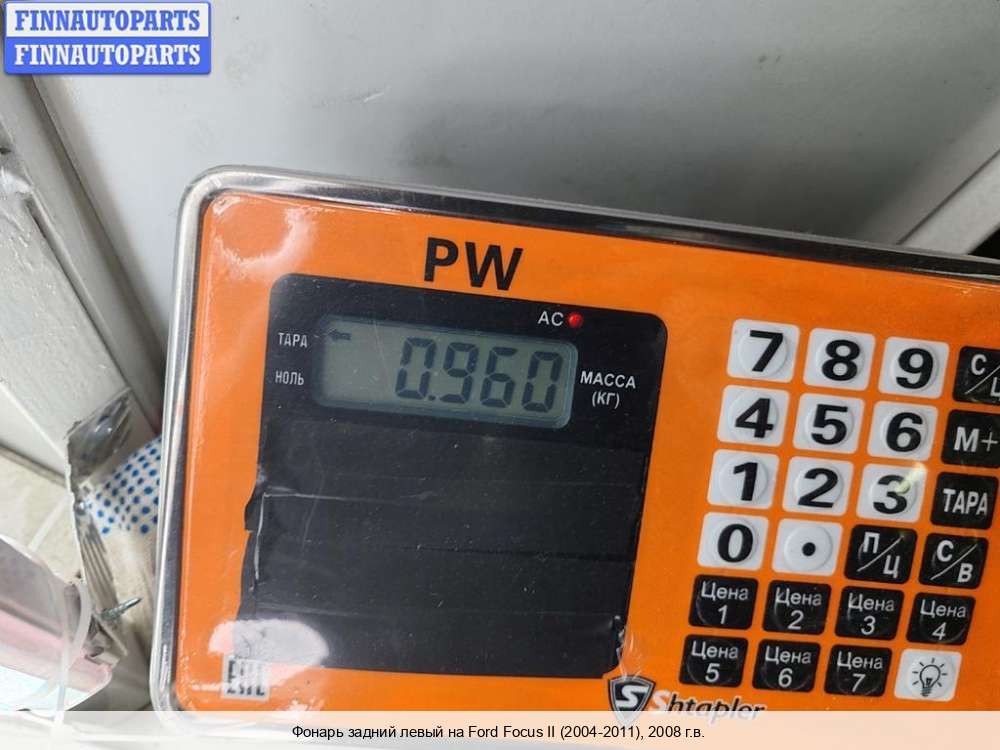 FINNAUTOPARTS
FINNAUTOPARTS
PW
AC
ТАРА
НОЛЬ
0.960
МАССА
(КГ)
7 8 9 С/Ц
4 5 6 М+
1 2 3 ТАРА
0 . П/Ц С/В
Цена 1 Цена 2 Цена 3 Цена 4
Цена 5 Цена 6 Цена 7
EAC
S Shtapler
Фонарь задний левый на Ford Focus II (2004-2011), 2008 г.в.